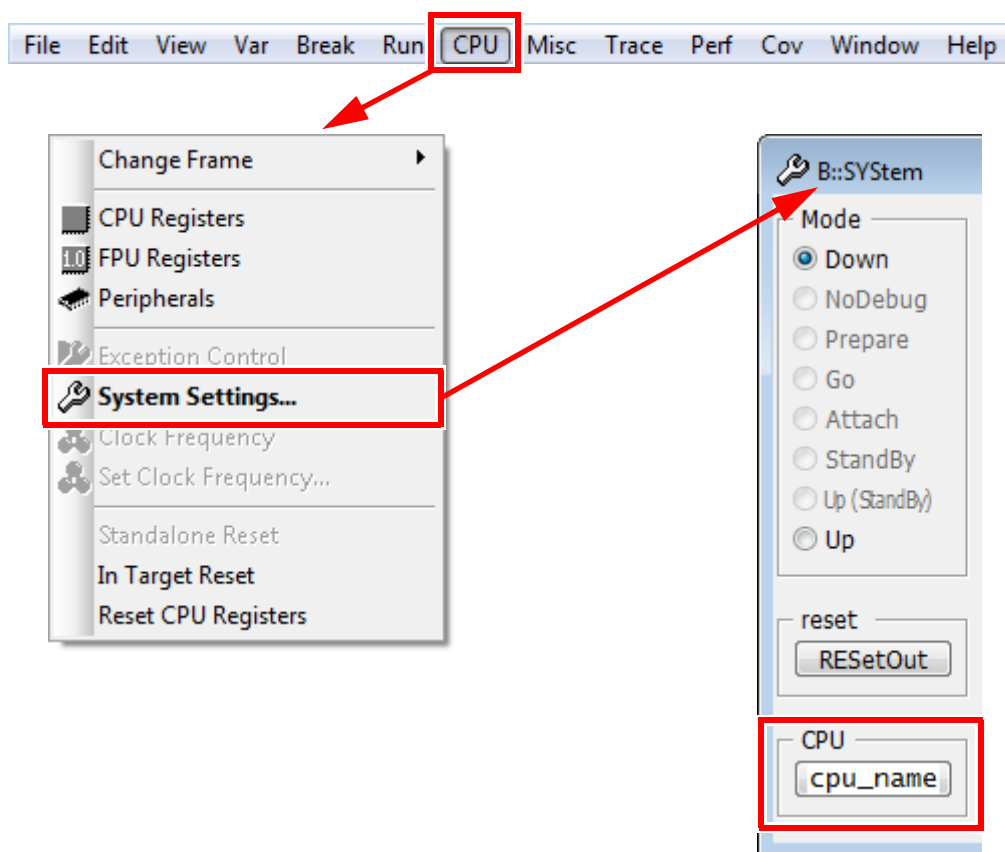 File Edit View Var Break Run CPU Misc Trace Perf Cov Window Help
Change Frame
CPU Registers
1.0 FPU Registers
Peripherals
Exception Control
System Settings...
Clock Frequency
Set Clock Frequency...
Standalone Reset
In Target Reset
Reset CPU Registers
B::SYStem
Mode
Down
NoDebug
Prepare
Go
Attach
StandBy
Up (StandBy)
Up
reset
RESetOut
CPU
cpu_name